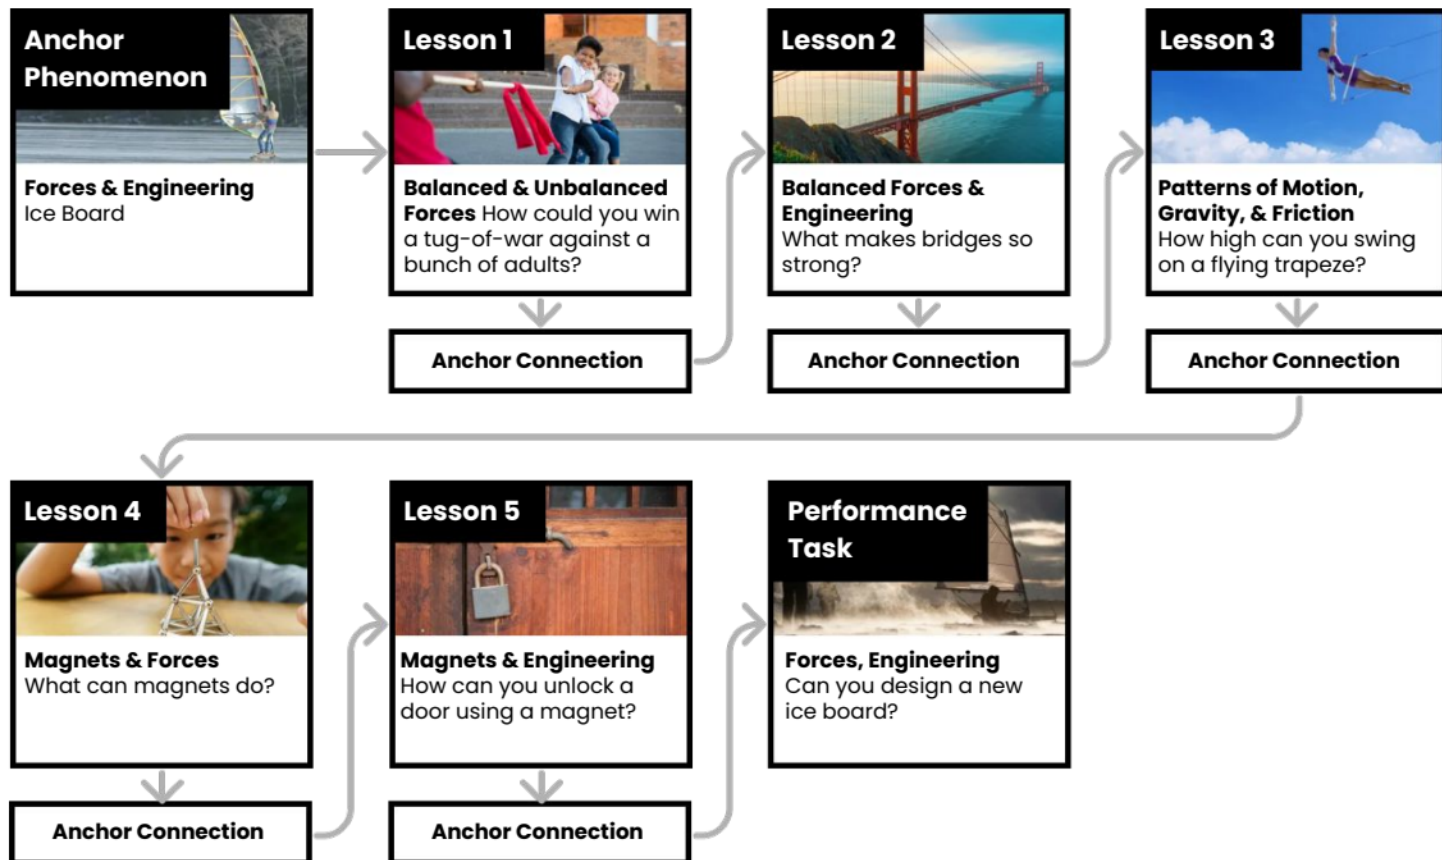 Anchor
Phenomenon
Forces & Engineering
Ice Board
Lesson 1
Balanced & Unbalanced
Forces How could you win
a tug-of-war against a
bunch of adults?
Anchor Connection
Lesson 2
Balanced Forces &
Engineering
What makes bridges so
strong?
Anchor Connection
Lesson 3
Patterns of Motion,
Gravity, & Friction
How high can you swing
on a flying trapeze?
Anchor Connection
Lesson 4
Magnets & Forces
What can magnets do?
Anchor Connection
Lesson 5
Magnets & Engineering
How can you unlock a
door using a magnet?
Anchor Connection
Performance
Task
Forces, Engineering
Can you design a new
ice board?